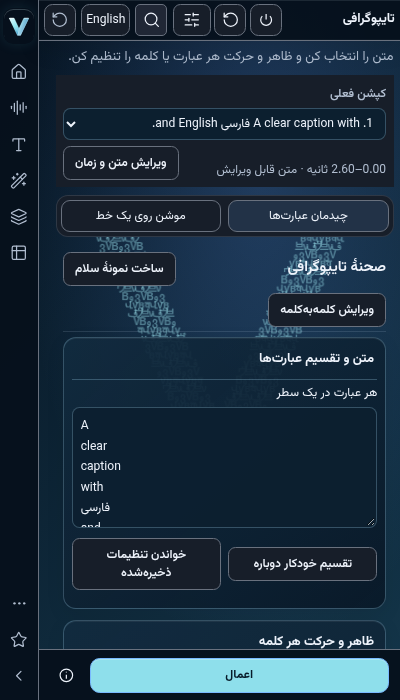 تایپوگرافی
English
متن را انتخاب کن و ظاهر و حرکت هر عبارت یا کلمه را تنظیم کن.
کپشن فعلی
1. A clear caption with فارسی and English.
0.00–2.60 ثانیه · متن قابل ویرایش
ویرایش متن و زمان
چیدمان عبارت‌ها
موشن روی یک خط
صحنهٔ تایپوگرافی
ساخت نمونهٔ سلام
ویرایش کلمه‌به‌کلمه
متن و تقسیم عبارت‌ها
هر عبارت در یک سطر
A
clear
caption
with
فارسی
and
تقسیم خودکار دوباره
خواندن تنظیمات
ذخیره‌شده
ظاهر و حرکت هر کلمه
اعمال